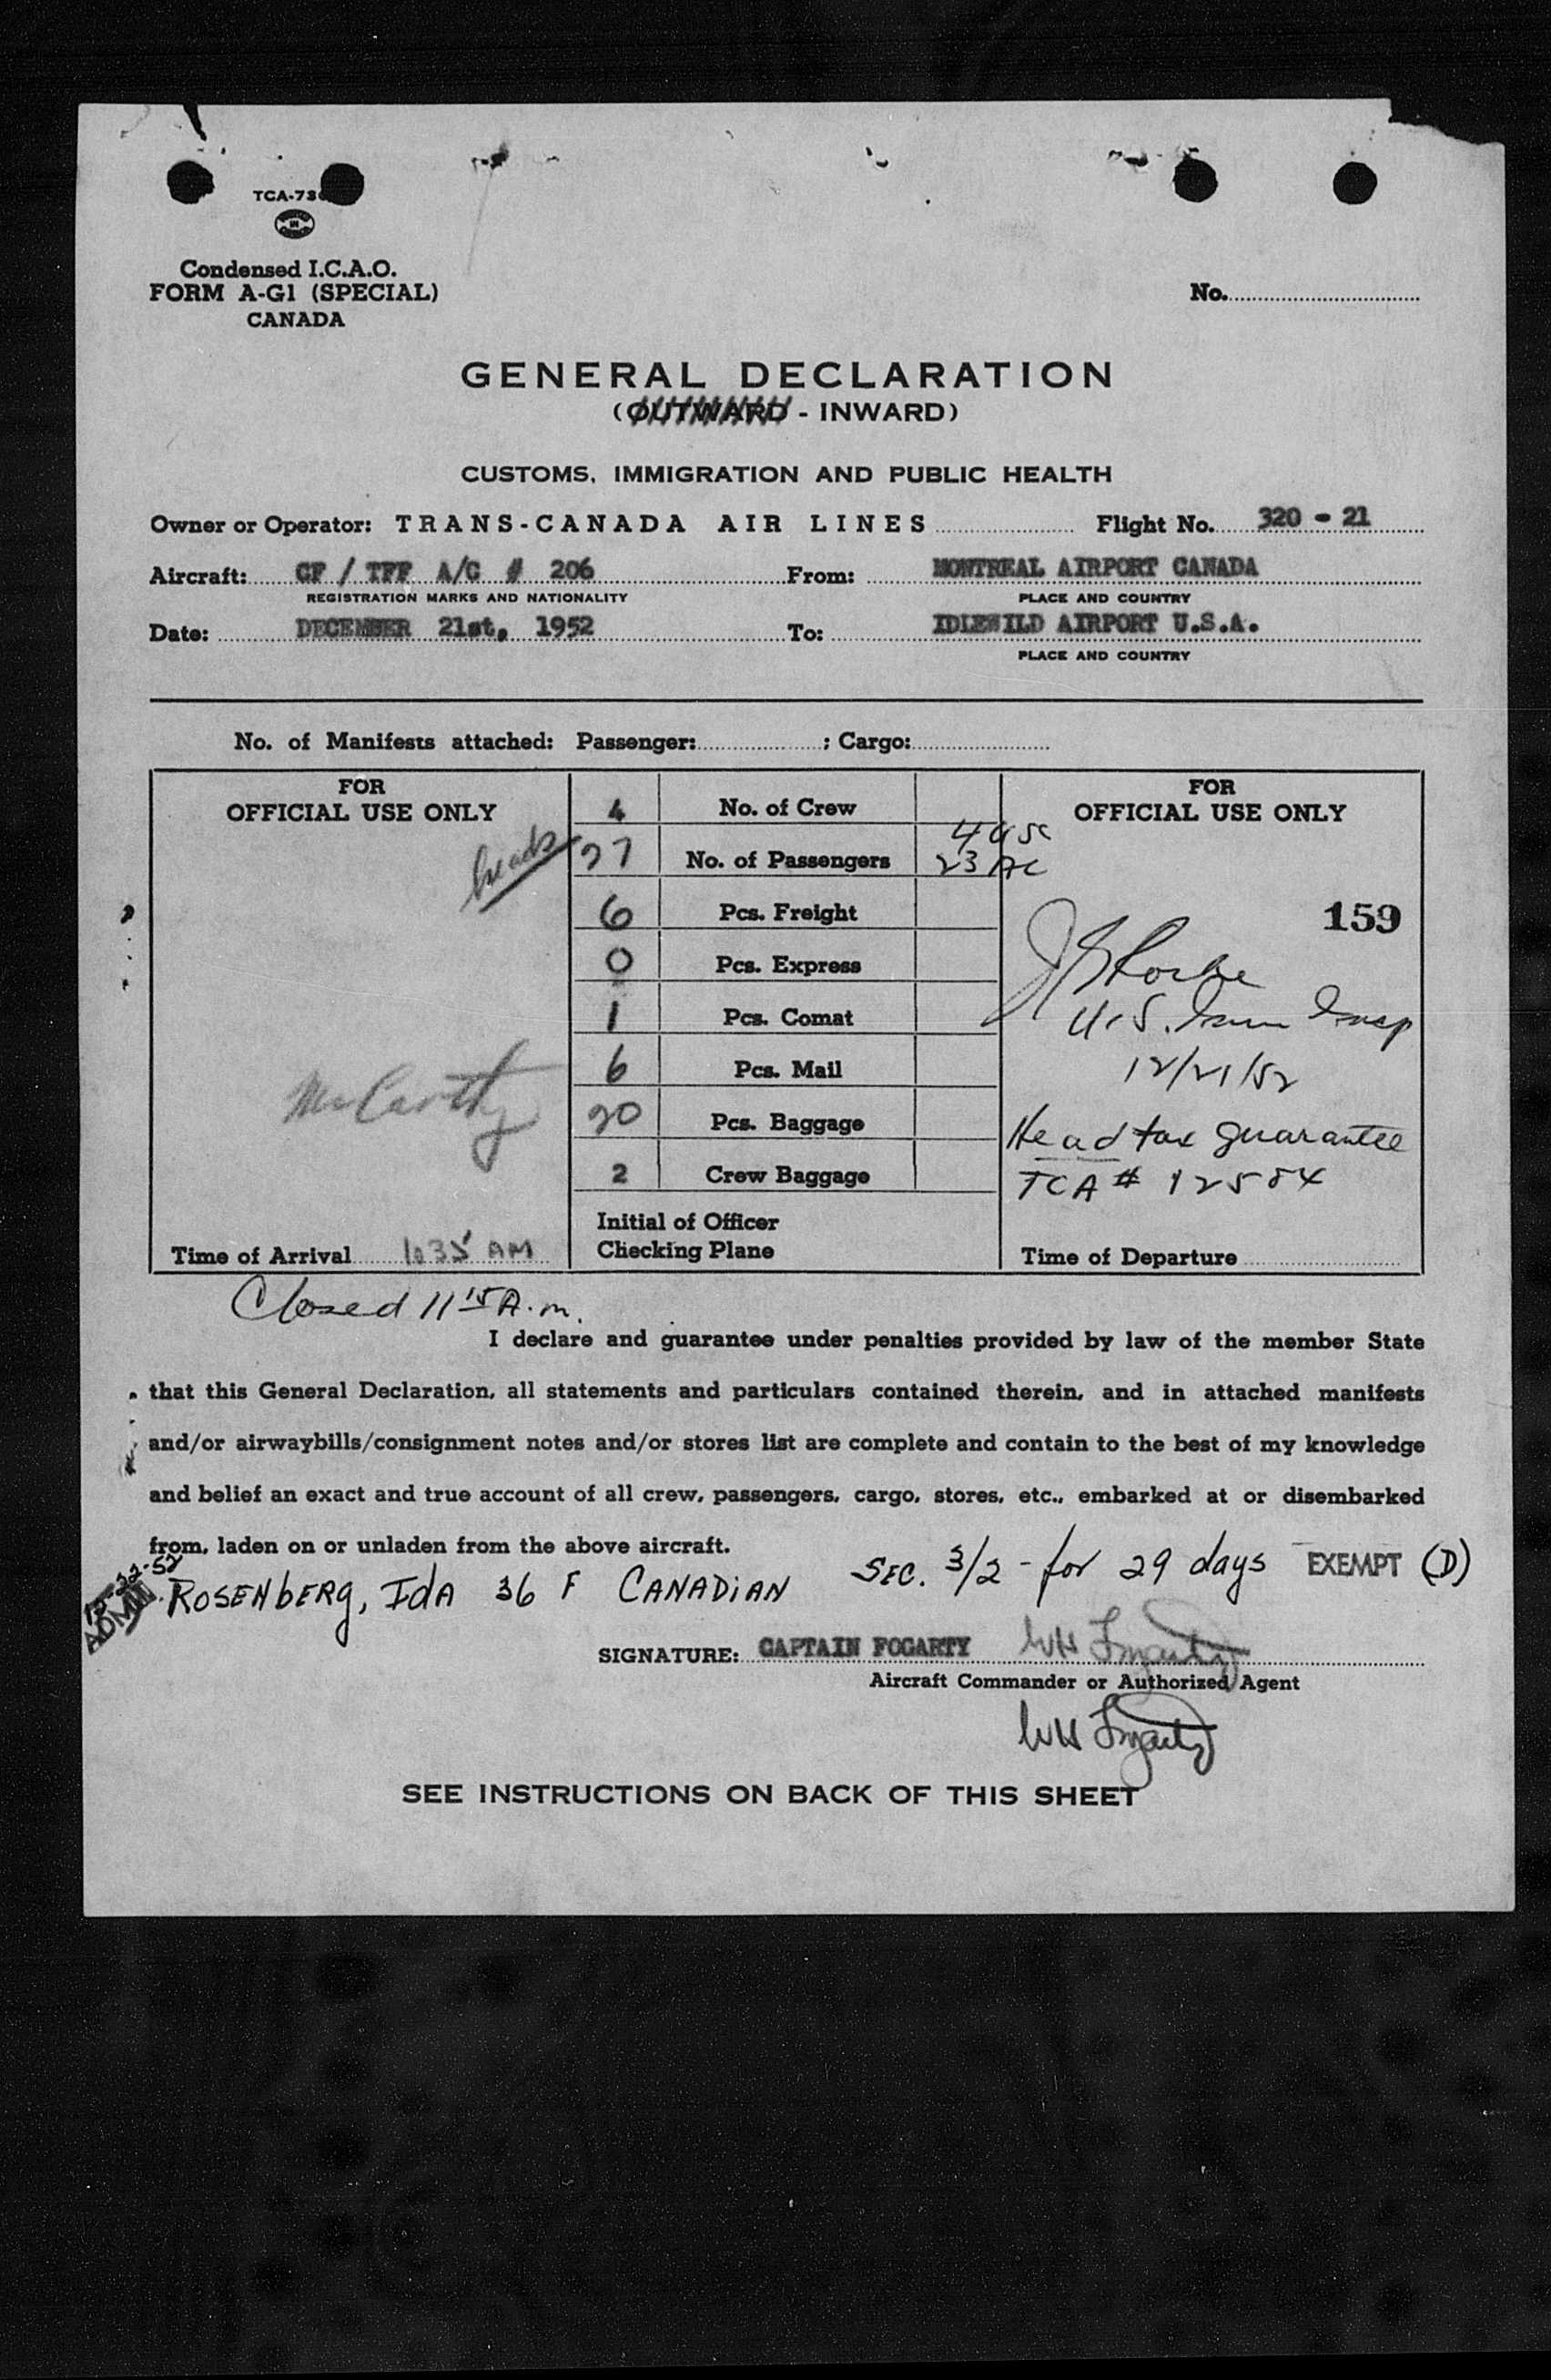 TCA-73
Condensed I.C.A.O.
FORM A-G1 (SPECIAL)
CANADA
No.
GENERAL DECLARATION
(OUTWARD - INWARD)
CUSTOMS, IMMIGRATION AND PUBLIC HEALTH
Owner or Operator: TRANS-CANADA AIR LINES Flight No. 320 - 21
Aircraft: CF / TFF A/C # 206 From: MONTREAL AIRPORT CANADA
REGISTRATION MARKS AND NATIONALITY PLACE AND COUNTRY
Date: DECEMBER 21st, 1952 To: IDLEWILD AIRPORT U.S.A.
PLACE AND COUNTRY
No. of Manifests attached: Passenger: ; Cargo:
FOR
OFFICIAL USE ONLY
heads
McCarthy
Time of Arrival 1035 AM
4 No. of Crew
27 No. of Passengers
6 Pcs. Freight
0 Pcs. Express
1 Pcs. Comat
6 Pcs. Mail
20 Pcs. Baggage
2 Crew Baggage
Initial of Officer
Checking Plane
FOR
OFFICIAL USE ONLY
4 USC
23 AC
159
U.S. Imm Insp
12/21/52
Head tax guarantee
TCA # 12584
Time of Departure
Closed 11 15 A.m.
I declare and guarantee under penalties provided by law of the member State
that this General Declaration, all statements and particulars contained therein, and in attached manifests
and/or airwaybills/consignment notes and/or stores list are complete and contain to the best of my knowledge
and belief an exact and true account of all crew, passengers, cargo, stores, etc., embarked at or disembarked
from, laden on or unladen from the above aircraft.
ROSENBERG, IdA 36 F CANADIAN SEC. 3/2 - for 29 days EXEMPT (D)
SIGNATURE: CAPTAIN FOGARTY WH Fogarty
Aircraft Commander or Authorized Agent
WH Fogarty
SEE INSTRUCTIONS ON BACK OF THIS SHEET